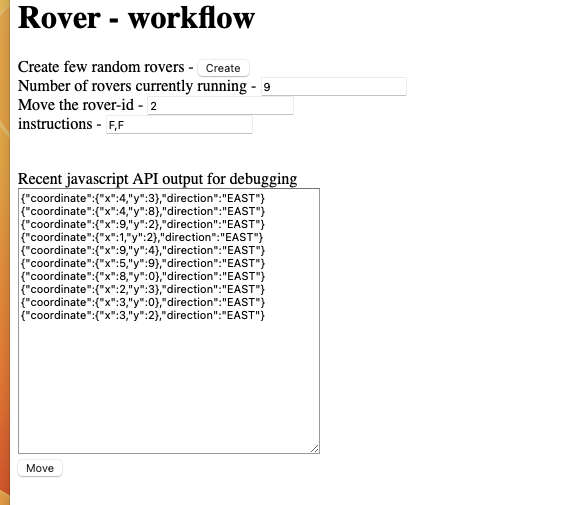 Rover - workflow
Create few random rovers - Create
Number of rovers currently running - 9
Move the rover-id - 2
instructions - F,F
Recent javascript API output for debugging
{"coordinate":{"x":4,"y":3},"direction":"EAST"}
{"coordinate":{"x":4,"y":8},"direction":"EAST"}
{"coordinate":{"x":9,"y":2},"direction":"EAST"}
{"coordinate":{"x":1,"y":2},"direction":"EAST"}
{"coordinate":{"x":9,"y":4},"direction":"EAST"}
{"coordinate":{"x":5,"y":9},"direction":"EAST"}
{"coordinate":{"x":8,"y":0},"direction":"EAST"}
{"coordinate":{"x":2,"y":3},"direction":"EAST"}
{"coordinate":{"x":3,"y":0},"direction":"EAST"}
{"coordinate":{"x":3,"y":2},"direction":"EAST"}
Move